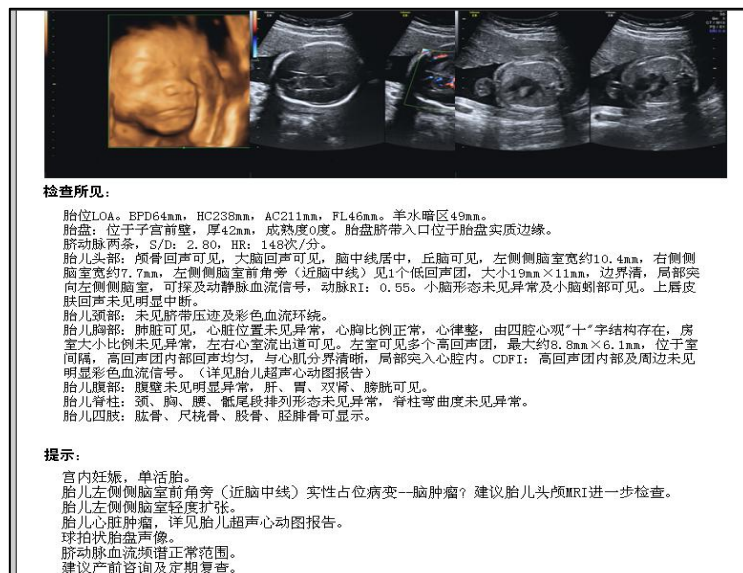 检查所见:
胎位LOA。BPD64mm, HC238mm, AC211mm, FL46mm。羊水暗区49mm。
胎盘: 位于子宫前壁, 厚42mm, 成熟度0度。胎盘脐带入口位于胎盘实质边缘。
脐动脉两条, S/D: 2.80, HR: 148次/分。
胎儿头部: 颅骨回声可见, 大脑回声可见, 脑中线居中, 丘脑可见, 左侧侧脑室宽约10.4mm, 右侧侧
脑室宽约7.7mm, 左侧侧脑室前角旁（近脑中线）见1个低回声团, 大小19mm×11mm, 边界清, 局部突
向左侧侧脑室, 可探及动静脉血流信号, 动脉RI: 0.55。小脑形态未见异常及小脑蚓部可见。上唇皮
肤回声未见明显中断。
胎儿颈部: 未见脐带压迹及彩色血流环绕。
胎儿胸部: 肺脏可见, 心脏位置未见异常, 心胸比例正常, 心律整, 由四腔心观"十"字结构存在, 房
室大小比例未见异常, 左右心室流出道可见。左室可见多个高回声团, 最大约8.8mm×6.1mm, 位于室
间隔, 高回声团内部回声均匀, 与心肌分界清晰, 局部突入心腔内。CDFI: 高回声团内部及周边未见
明显彩色血流信号。（详见胎儿超声心动图报告）
胎儿腹部: 腹壁未见明显异常, 肝、胃、双肾、膀胱可见。
胎儿脊柱: 颈、胸、腰、骶尾段排列形态未见异常, 脊柱弯曲度未见异常。
胎儿四肢: 肱骨、尺桡骨、股骨、胫腓骨可显示。
提示:
宫内妊娠, 单活胎。
胎儿左侧侧脑室前角旁（近脑中线）实性占位病变--脑肿瘤? 建议胎儿头颅MRI进一步检查。
胎儿左侧侧脑室轻度扩张。
胎儿心脏肿瘤, 详见胎儿超声心动图报告。
球拍状胎盘声像。
脐动脉血流频谱正常范围。
建议产前咨询及定期复查。